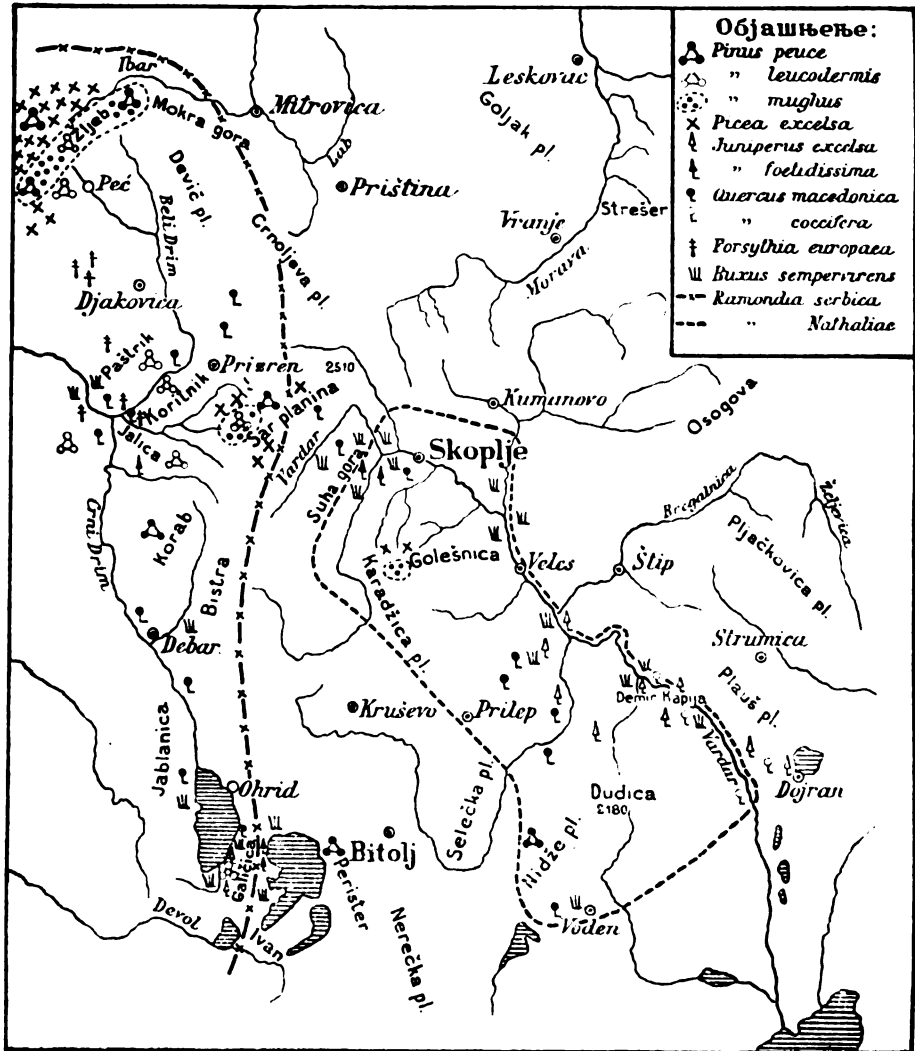 Објашњење:
Pinus peuce
" leucodermis
" mughus
Picea excelsa
Juniperus excelsa
" foetidissima
Quercus macedonica
" coccifera
Forsythia europaea
Buxus sempervirens
Ramondia serbica
" Nathaliae
Ibar
Leskovac
Žljeb
Mokra gora
Mitrovica
Goljak pl.
Lab
Peć
Devič pl.
Priština
Beli Drim
Strešer
Vranje
Crnoljeva pl.
Morava
Djakovica
Paštrik
Prizren
2510
Koritnik
Šar planina
Kumanovo
Osogova
Jalica
Vardar
Suha gora
Skoplje
Bregalnica
Željevica
Crni Drim
Korab
Bistra
Golešnica
Veles
Štip
Pljačkovica pl.
Karadžica pl.
Debar
Strumica
Plauš pl.
Demir Kapija
Kruševo
Prilep
Vardar
Jablanica
Ohrid
Dudica
2180
Dojran
Selečka pl.
Bitolj
Galičica
Perister
Nidže pl.
Devol
Ivan
Nerečka pl.
Voden